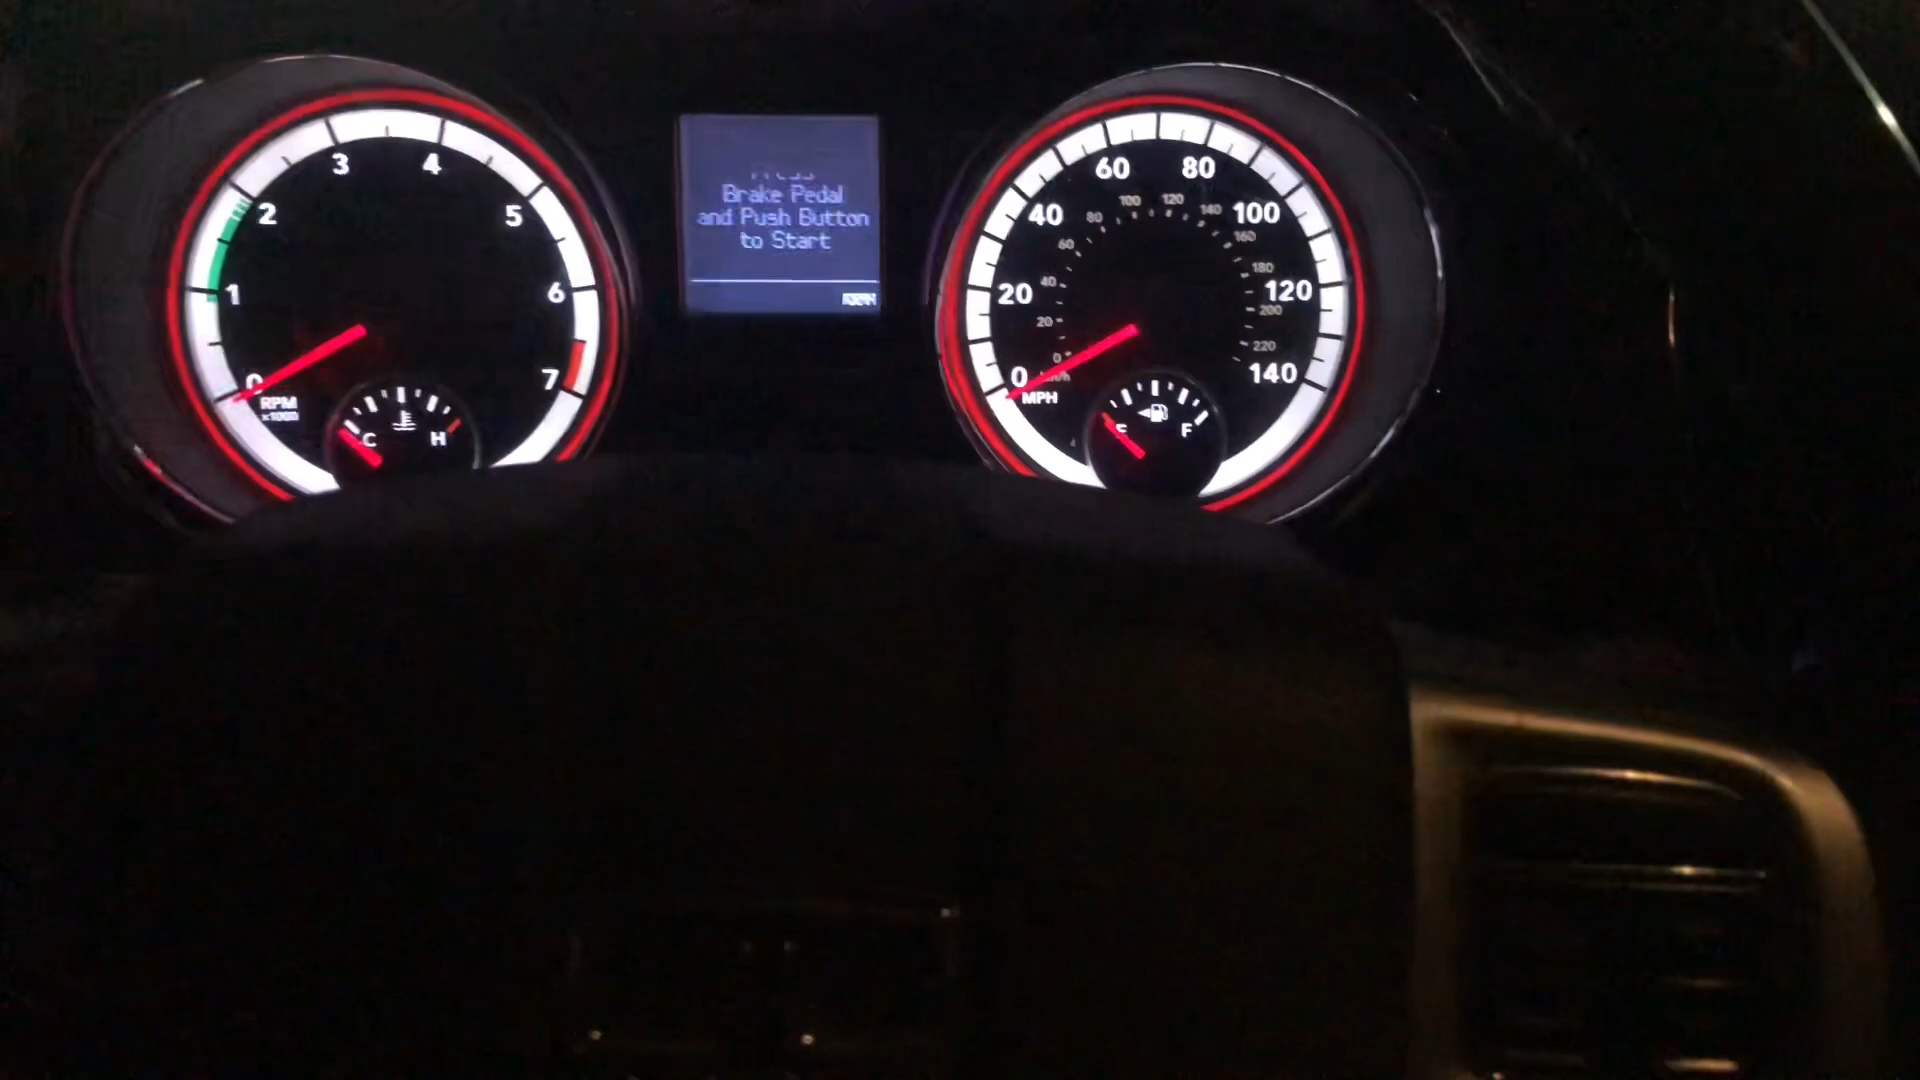 3 4
2 5
1 6
0 7
RPM
x1000
C H
Press
Brake Pedal
and Push Button
to Start
60 80
40 100
20 120
0 140
MPH
100 120
80 140
60 160
40 180
20 200
0 220
km/h
E F